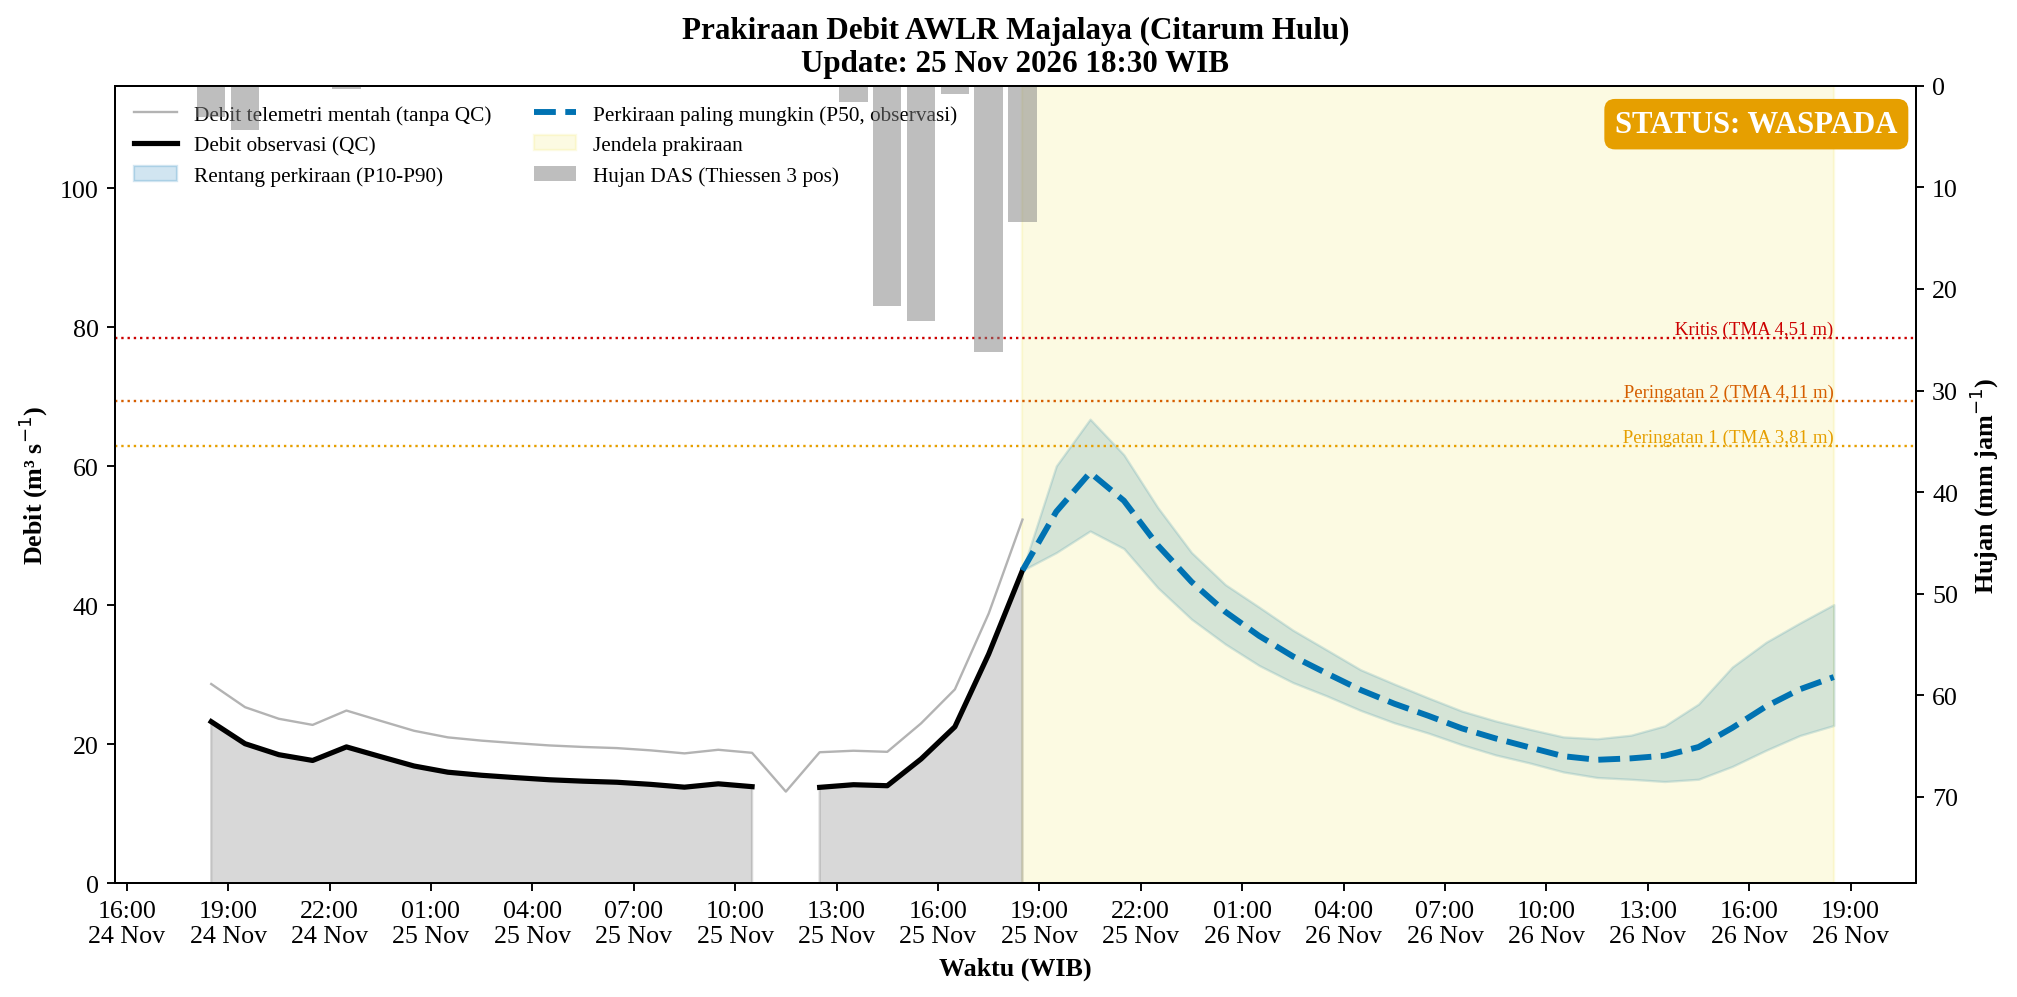 Prakiraan Debit AWLR Majalaya (Citarum Hulu)
Update: 25 Nov 2026 18:30 WIB
Debit telemetri mentah (tanpa QC)
Debit observasi (QC)
Rentang perkiraan (P10-P90)
Perkiraan paling mungkin (P50, observasi)
Jendela prakiraan
Hujan DAS (Thiessen 3 pos)
STATUS: WASPADA
Kritis (TMA 4,51 m)
Peringatan 2 (TMA 4,11 m)
Peringatan 1 (TMA 3,81 m)
Debit (m³ s⁻¹)
100
80
60
40
20
0
Hujan (mm jam⁻¹)
0
10
20
30
40
50
60
70
16:00 19:00 22:00 01:00 04:00 07:00 10:00 13:00 16:00 19:00 22:00 01:00 04:00 07:00 10:00 13:00 16:00 19:00
24 Nov 24 Nov 24 Nov 25 Nov 25 Nov 25 Nov 25 Nov 25 Nov 25 Nov 25 Nov 25 Nov 26 Nov 26 Nov 26 Nov 26 Nov 26 Nov 26 Nov 26 Nov
Waktu (WIB)